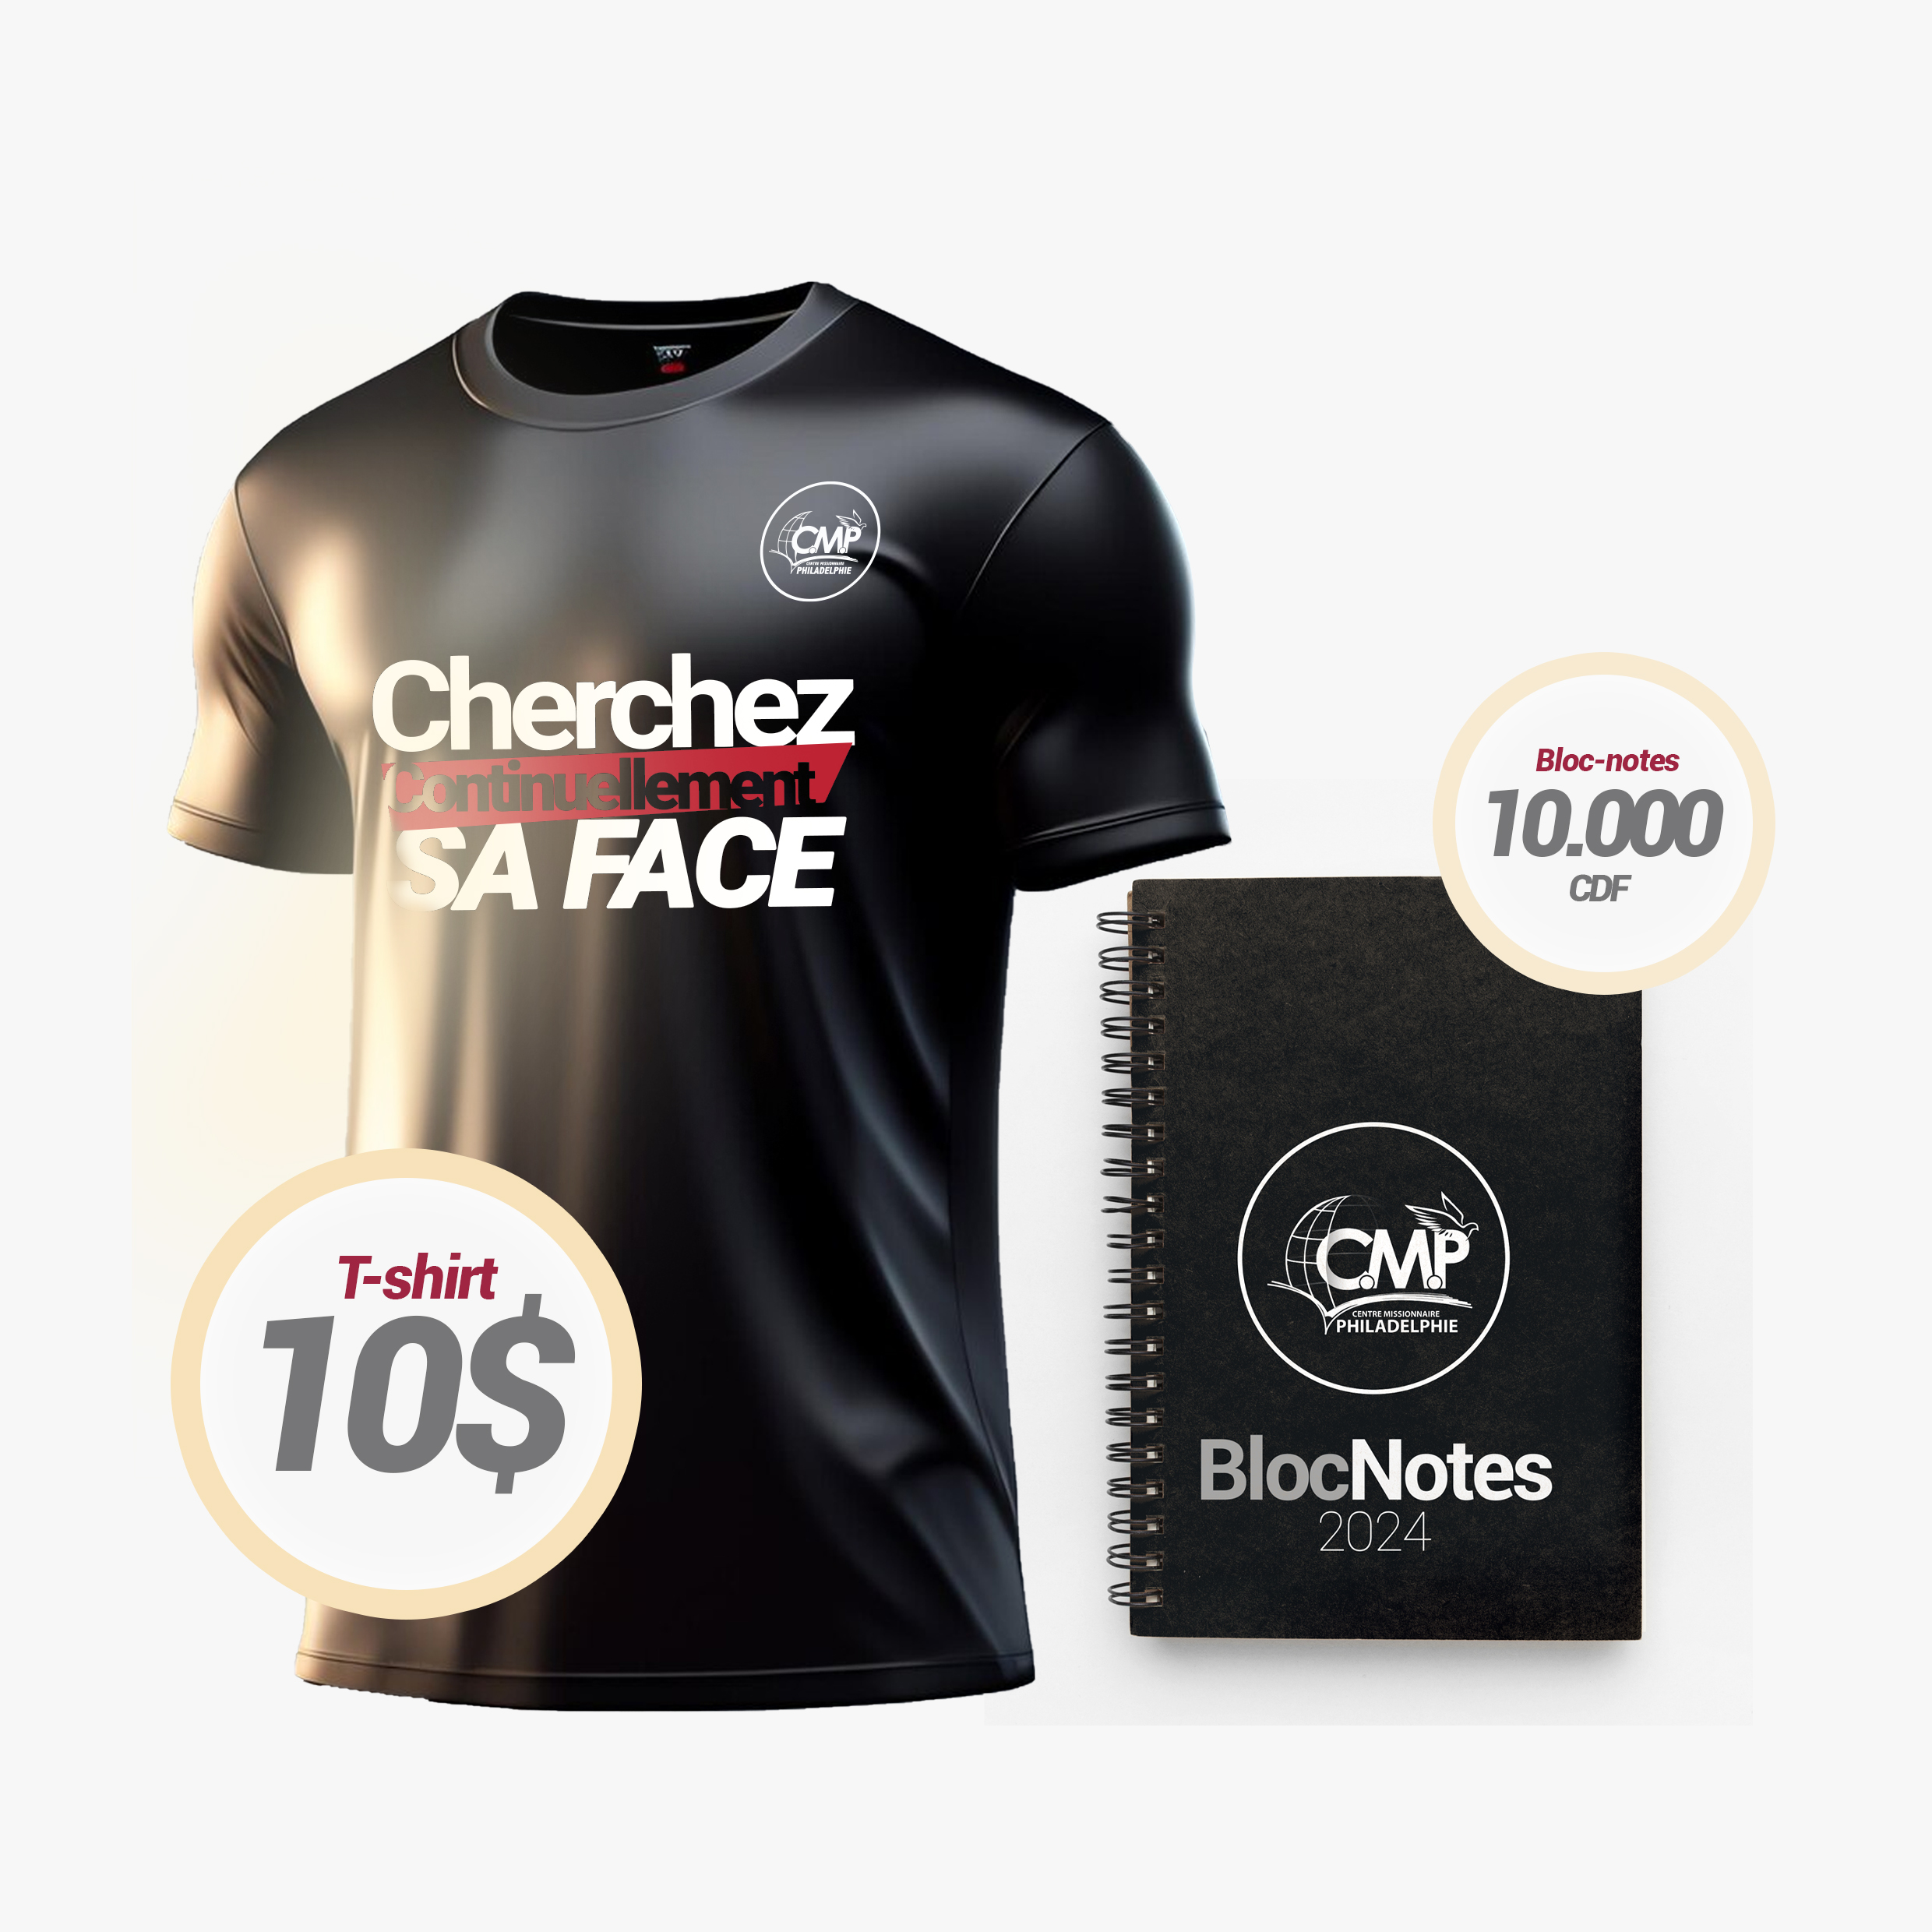 C.M.P
CENTRE MISSIONNAIRE
PHILADELPHIE
Cherchez
Continuellement
SA FACE
T-shirt
10$
Bloc-notes
10.000
CDF
C.M.P
CENTRE MISSIONNAIRE
PHILADELPHIE
BlocNotes
2024